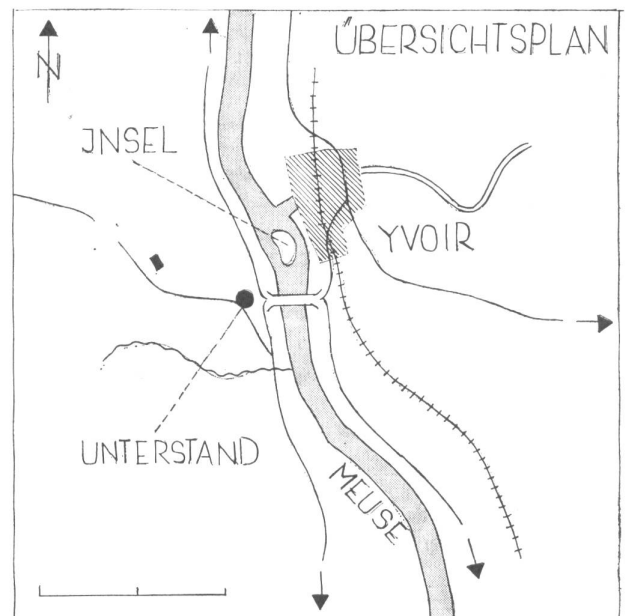 ÜBERSICHTSPLAN
N
JNSEL
YVOIR
UNTERSTAND
MEUSE